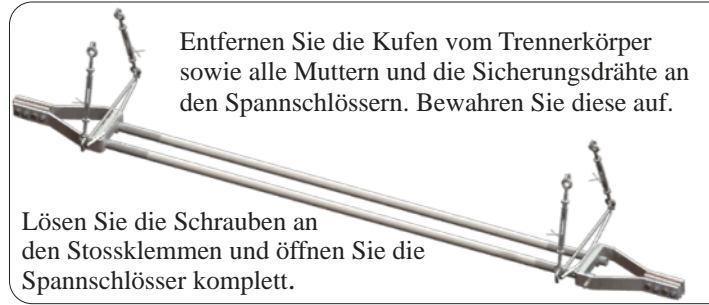 Entfernen Sie die Kufen vom Trennerkörper
sowie alle Muttern und die Sicherungsdrähte an
den Spannschlössern. Bewahren Sie diese auf.
Lösen Sie die Schrauben an
den Stossklemmen und öffnen Sie die
Spannschlösser komplett.